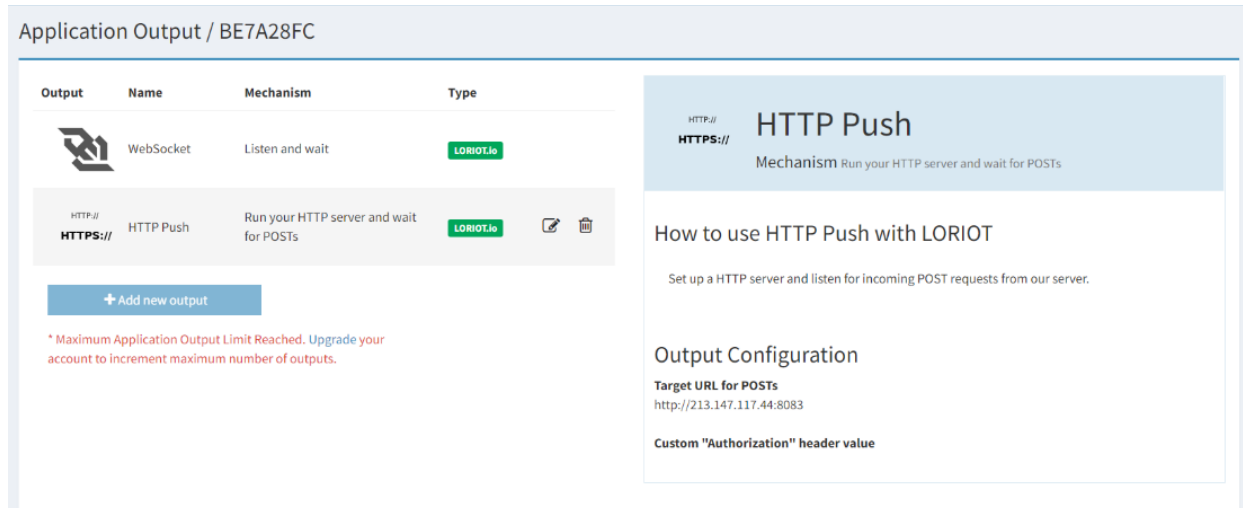 Application Output / BE7A28FC
Output Name Mechanism Type
WebSocket Listen and wait LORIOT.io
HTTP://
HTTPS://
HTTP Push
Run your HTTP server and wait
for POSTs
LORIOT.io
Add new output
* Maximum Application Output Limit Reached. Upgrade your
account to increment maximum number of outputs.
HTTP://
HTTPS://
HTTP Push
Mechanism Run your HTTP server and wait for POSTs
How to use HTTP Push with LORIOT
Set up a HTTP server and listen for incoming POST requests from our server.
Output Configuration
Target URL for POSTs
http://213.147.117.44:8083
Custom "Authorization" header value